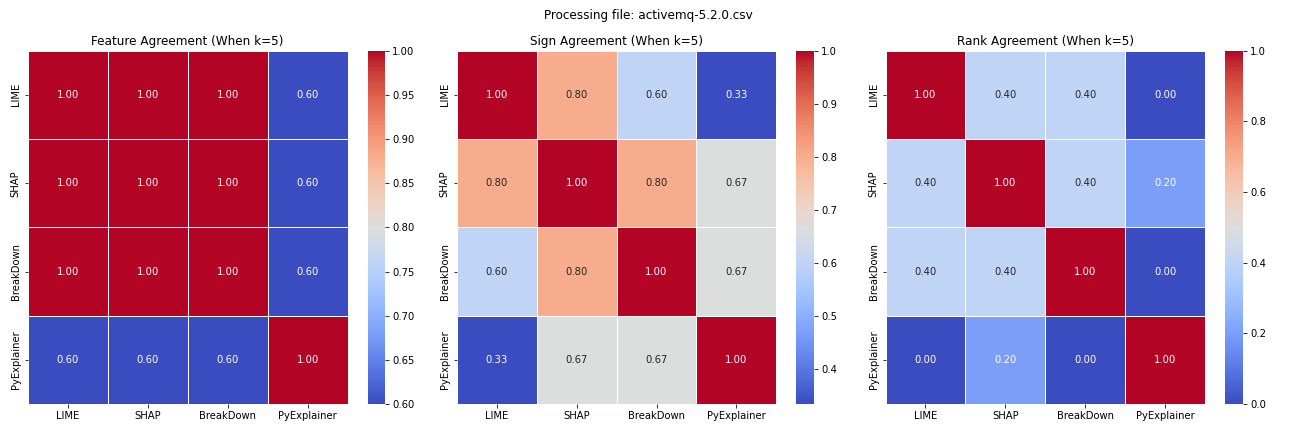 Processing file: activemq-5.2.0.csv
Feature Agreement (When k=5)
LIME 1.00 1.00 1.00 0.60
SHAP 1.00 1.00 1.00 0.60
BreakDown 1.00 1.00 1.00 0.60
PyExplainer 0.60 0.60 0.60 1.00
LIME SHAP BreakDown PyExplainer
1.00
0.95
0.90
0.85
0.80
0.75
0.70
0.65
0.60
Sign Agreement (When k=5)
LIME 1.00 0.80 0.60 0.33
SHAP 0.80 1.00 0.80 0.67
BreakDown 0.60 0.80 1.00 0.67
PyExplainer 0.33 0.67 0.67 1.00
LIME SHAP BreakDown PyExplainer
1.0
0.9
0.8
0.7
0.6
0.5
0.4
Rank Agreement (When k=5)
LIME 1.00 0.40 0.40 0.00
SHAP 0.40 1.00 0.40 0.20
BreakDown 0.40 0.40 1.00 0.00
PyExplainer 0.00 0.20 0.00 1.00
LIME SHAP BreakDown PyExplainer
1.0
0.8
0.6
0.4
0.2
0.0